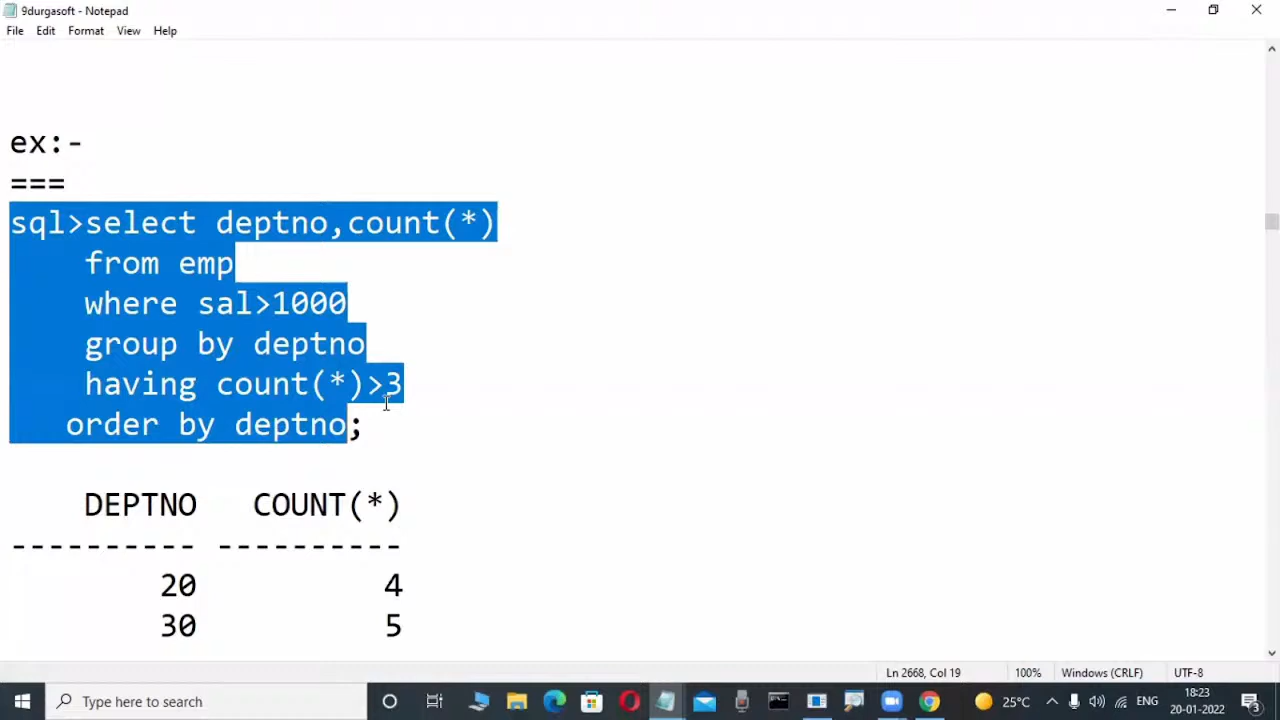 9durgasoft - Notepad
File Edit Format View Help
ex:-
===
sql>select deptno,count(*)
from emp
where sal>1000
group by deptno
having count(*)>3
order by deptno;
DEPTNO COUNT(*)
---------- ----------
20 4
30 5
Ln 2668, Col 19 100% Windows (CRLF) UTF-8
Type here to search 25°C ENG 18:23 20-01-2022 3